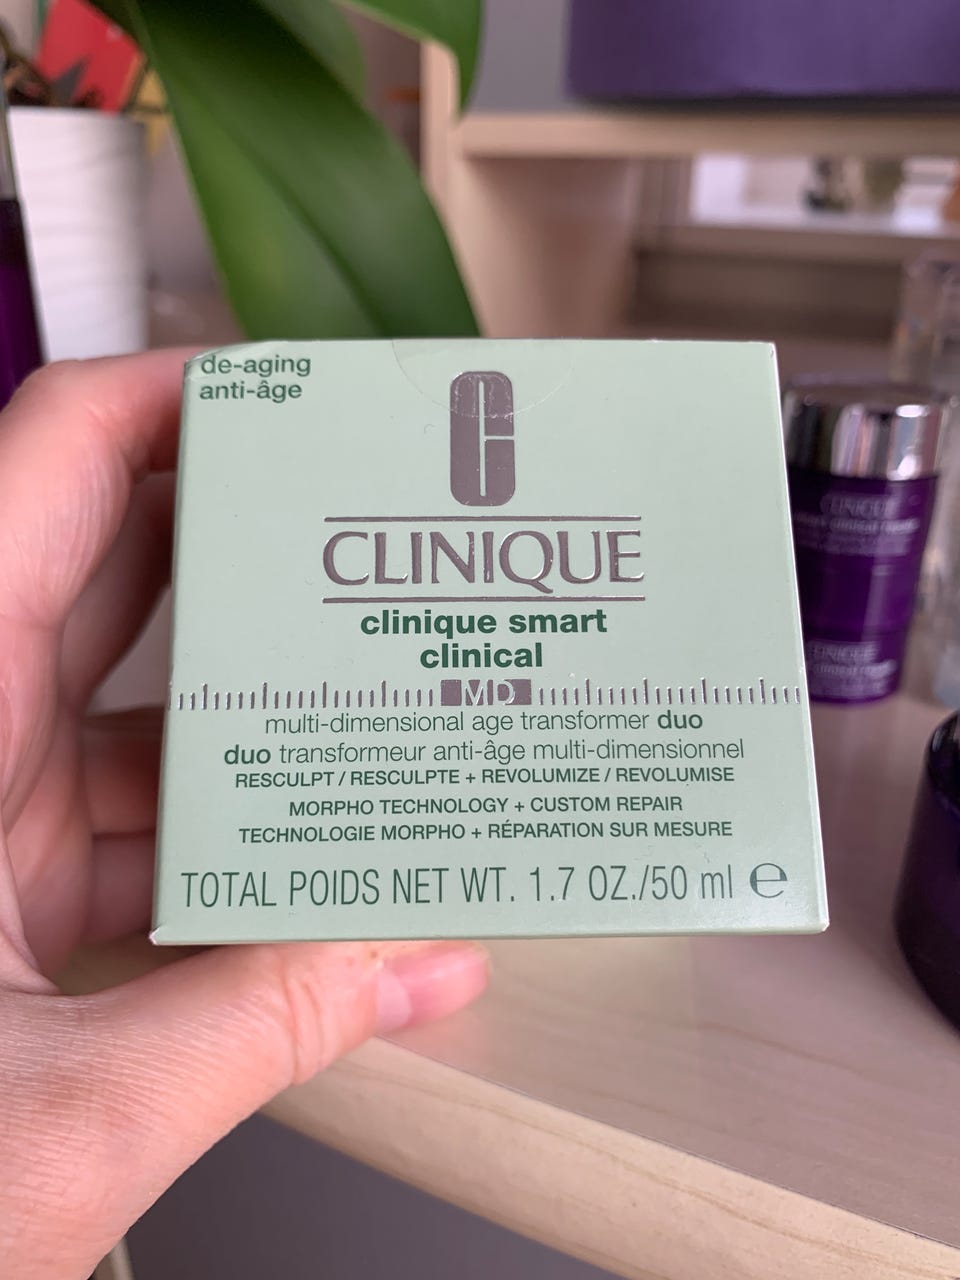 de-aging
anti-âge
C
CLINIQUE
clinique smart
clinical
MD
multi-dimensional age transformer duo
duo transformeur anti-âge multi-dimensionnel
RESCULPT / RESCULPTE + REVOLUMIZE / REVOLUMISE
MORPHO TECHNOLOGY + CUSTOM REPAIR
TECHNOLOGIE MORPHO + RÉPARATION SUR MESURE
TOTAL POIDS NET WT. 1.7 OZ./50 ml ℮
CLINIQUE